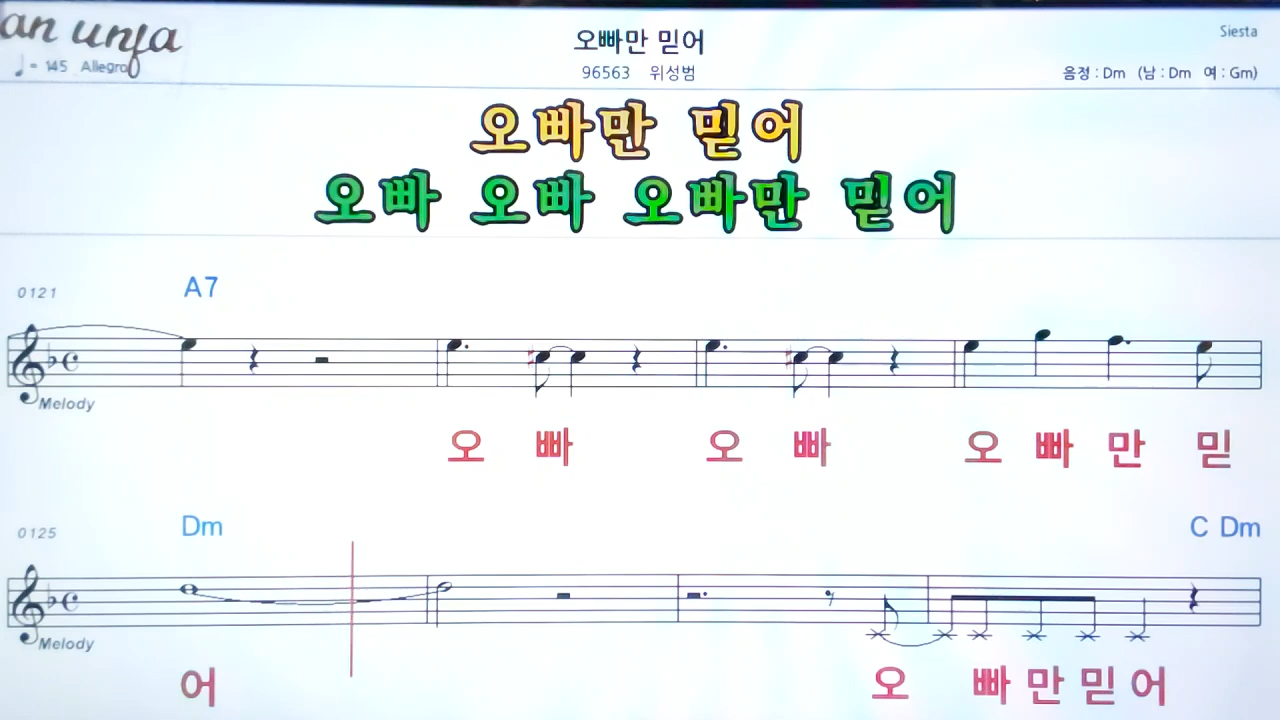 an unja
오빠만 믿어
Siesta
♩= 145 Allegro
96563 위성범
음정 : Dm (남 : Dm 여 : Gm)
오빠만 믿어
오빠 오빠 오빠만 믿어
0121 A7
Melody
오 빠 오 빠 오 빠 만 믿
0125 Dm C Dm
Melody
어 오 빠 만 믿 어